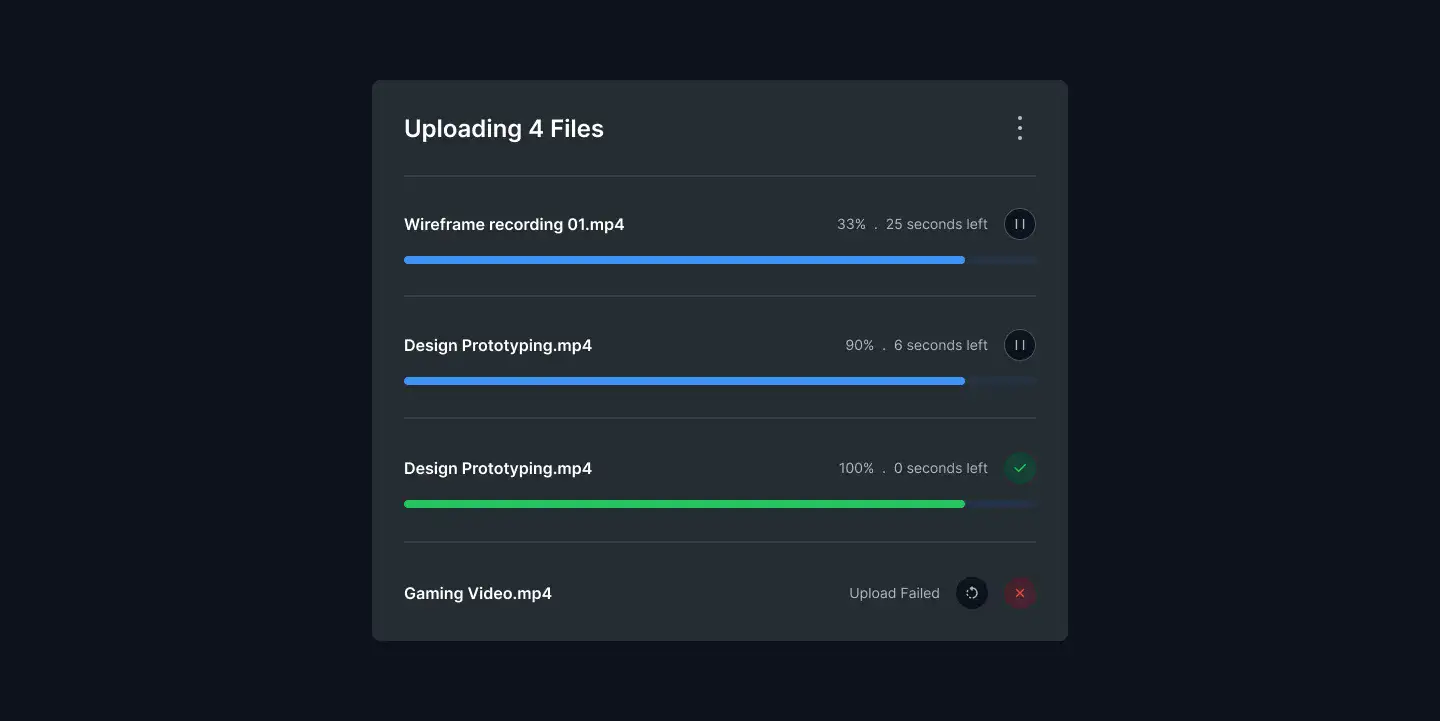 Uploading 4 Files
Wireframe recording 01.mp4 33% . 25 seconds left
Design Prototyping.mp4 90% . 6 seconds left
Design Prototyping.mp4 100% . 0 seconds left
Gaming Video.mp4 Upload Failed